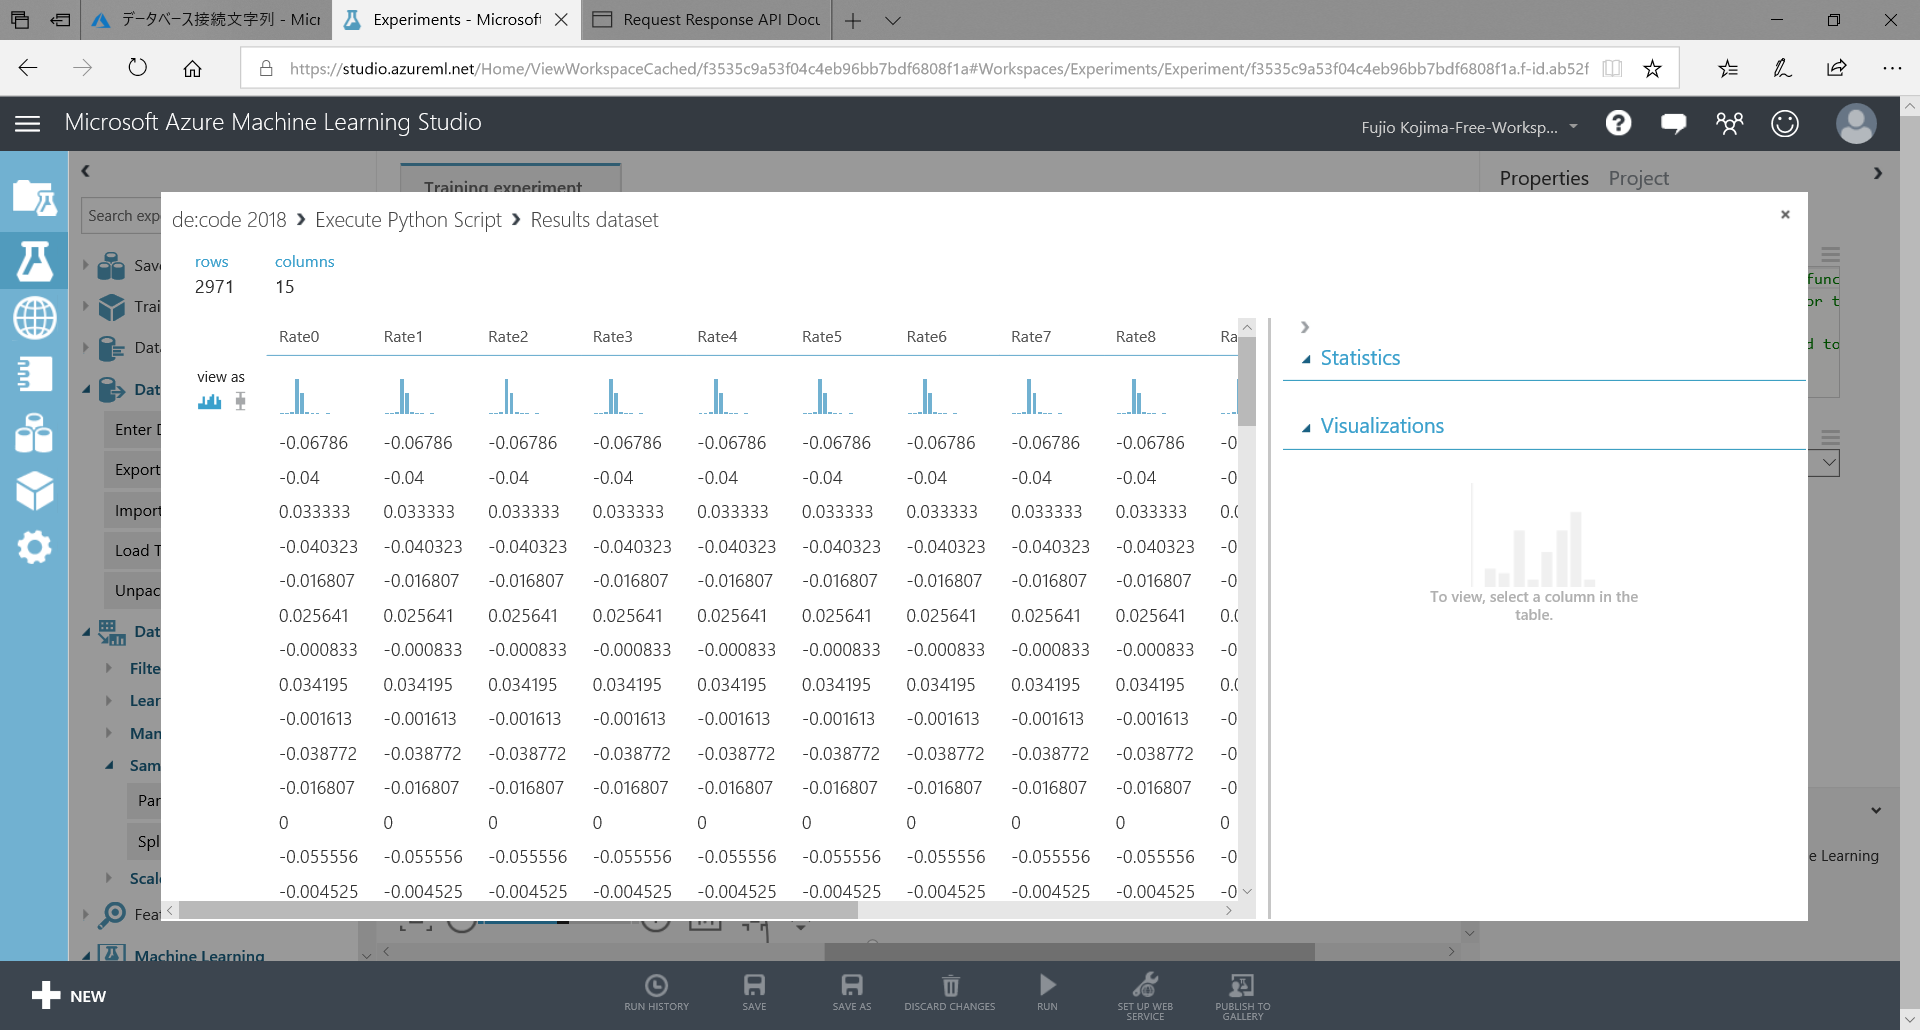 データベース接続文字列 - Micr
Experiments - Microsoft
Request Response API Docu
https://studio.azureml.net/Home/ViewWorkspaceCached/f3535c9a53f04c4eb96bb7bdf6808f1a#Workspaces/Experiments/Experiment/f3535c9a53f04c4eb96bb7bdf6808f1a.f-id.ab52f
Microsoft Azure Machine Learning Studio
Fujio Kojima-Free-Worksp...
Training experiment
Properties Project
Search exp
de:code 2018 > Execute Python Script > Results dataset
rows columns
2971 15
Rate0 Rate1 Rate2 Rate3 Rate4 Rate5 Rate6 Rate7 Rate8 Ra
view as
-0.06786 -0.06786 -0.06786 -0.06786 -0.06786 -0.06786 -0.06786 -0.06786 -0.06786 -0
-0.04 -0.04 -0.04 -0.04 -0.04 -0.04 -0.04 -0.04 -0.04 -0
0.033333 0.033333 0.033333 0.033333 0.033333 0.033333 0.033333 0.033333 0.033333 0.0
-0.040323 -0.040323 -0.040323 -0.040323 -0.040323 -0.040323 -0.040323 -0.040323 -0.040323 -0
-0.016807 -0.016807 -0.016807 -0.016807 -0.016807 -0.016807 -0.016807 -0.016807 -0.016807 -0
0.025641 0.025641 0.025641 0.025641 0.025641 0.025641 0.025641 0.025641 0.025641 0.0
-0.000833 -0.000833 -0.000833 -0.000833 -0.000833 -0.000833 -0.000833 -0.000833 -0.000833 -0
0.034195 0.034195 0.034195 0.034195 0.034195 0.034195 0.034195 0.034195 0.034195 0.0
-0.001613 -0.001613 -0.001613 -0.001613 -0.001613 -0.001613 -0.001613 -0.001613 -0.001613 -0
-0.038772 -0.038772 -0.038772 -0.038772 -0.038772 -0.038772 -0.038772 -0.038772 -0.038772 -0
-0.016807 -0.016807 -0.016807 -0.016807 -0.016807 -0.016807 -0.016807 -0.016807 -0.016807 -0
0 0 0 0 0 0 0 0 0 0
-0.055556 -0.055556 -0.055556 -0.055556 -0.055556 -0.055556 -0.055556 -0.055556 -0.055556 -0
-0.004525 -0.004525 -0.004525 -0.004525 -0.004525 -0.004525 -0.004525 -0.004525 -0.004525 -0
Statistics
Visualizations
To view, select a column in the
table.
Save
Trai
Data
Dat
Enter D
Export
Import
Load T
Unpac
Dat
Filte
Lear
Man
Sam
Par
Spl
Scale
Feat
Machine Learning
func
or t
d to
e Learning
NEW
RUN HISTORY
SAVE
SAVE AS
DISCARD CHANGES
RUN
SET UP WEB
SERVICE
PUBLISH TO
GALLERY